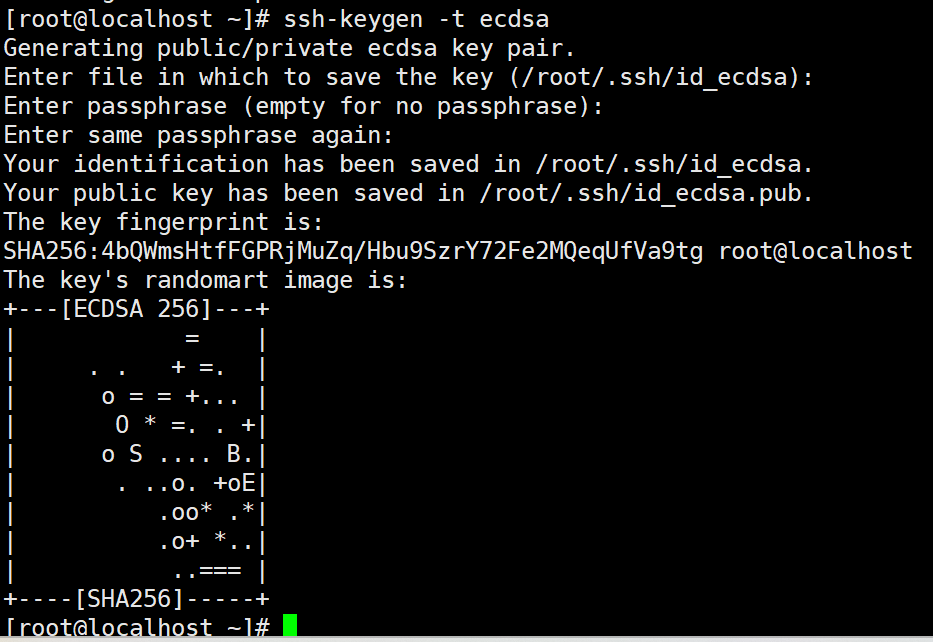 [root@localhost ~]# ssh-keygen -t ecdsa
Generating public/private ecdsa key pair.
Enter file in which to save the key (/root/.ssh/id_ecdsa):
Enter passphrase (empty for no passphrase):
Enter same passphrase again:
Your identification has been saved in /root/.ssh/id_ecdsa.
Your public key has been saved in /root/.ssh/id_ecdsa.pub.
The key fingerprint is:
SHA256:4bQWmsHtfFGPRjMuZq/Hbu9SzrY72Fe2MQeqUfVa9tg root@localhost
The key's randomart image is:
+---[ECDSA 256]---+
|            =    |
|     . .   + =.  |
|      o = = +... |
|       O * =. . +|
|      o S .... B.|
|       . ..o. +oE|
|          .oo* .*|
|          .o+ *..|
|           ..=== |
+----[SHA256]-----+
[root@localhost ~]#